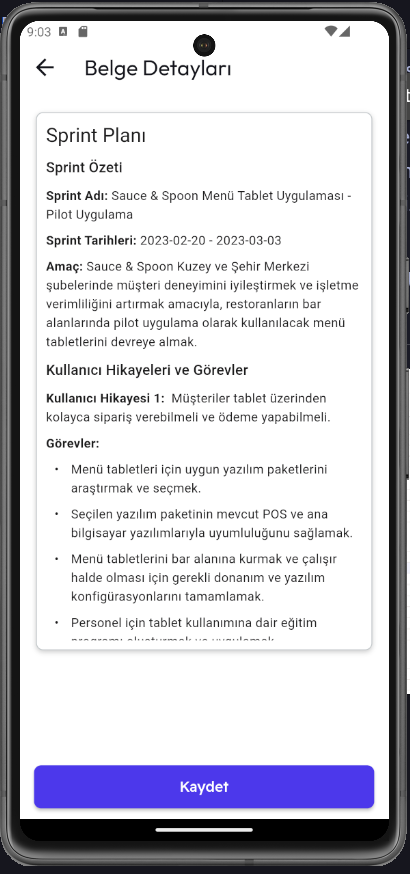 9:03
Belge Detayları
Sprint Planı
Sprint Özeti
Sprint Adı: Sauce & Spoon Menü Tablet Uygulaması -
Pilot Uygulama
Sprint Tarihleri: 2023-02-20 - 2023-03-03
Amaç: Sauce & Spoon Kuzey ve Şehir Merkezi
şubelerinde müşteri deneyimini iyileştirmek ve işletme
verimliliğini artırmak amacıyla, restoranların bar
alanlarında pilot uygulama olarak kullanılacak menü
tabletlerini devreye almak.
Kullanıcı Hikayeleri ve Görevler
Kullanıcı Hikayesi 1: Müşteriler tablet üzerinden
kolayca sipariş verebilmeli ve ödeme yapabilmeli.
Görevler:
• Menü tabletleri için uygun yazılım paketlerini
araştırmak ve seçmek.
• Seçilen yazılım paketinin mevcut POS ve ana
bilgisayar yazılımlarıyla uyumluluğunu sağlamak.
• Menü tabletlerini bar alanına kurmak ve çalışır
halde olması için gerekli donanım ve yazılım
konfigürasyonlarını tamamlamak.
• Personel için tablet kullanımına dair eğitim
programı oluşturmak ve uygulamak.
Kaydet